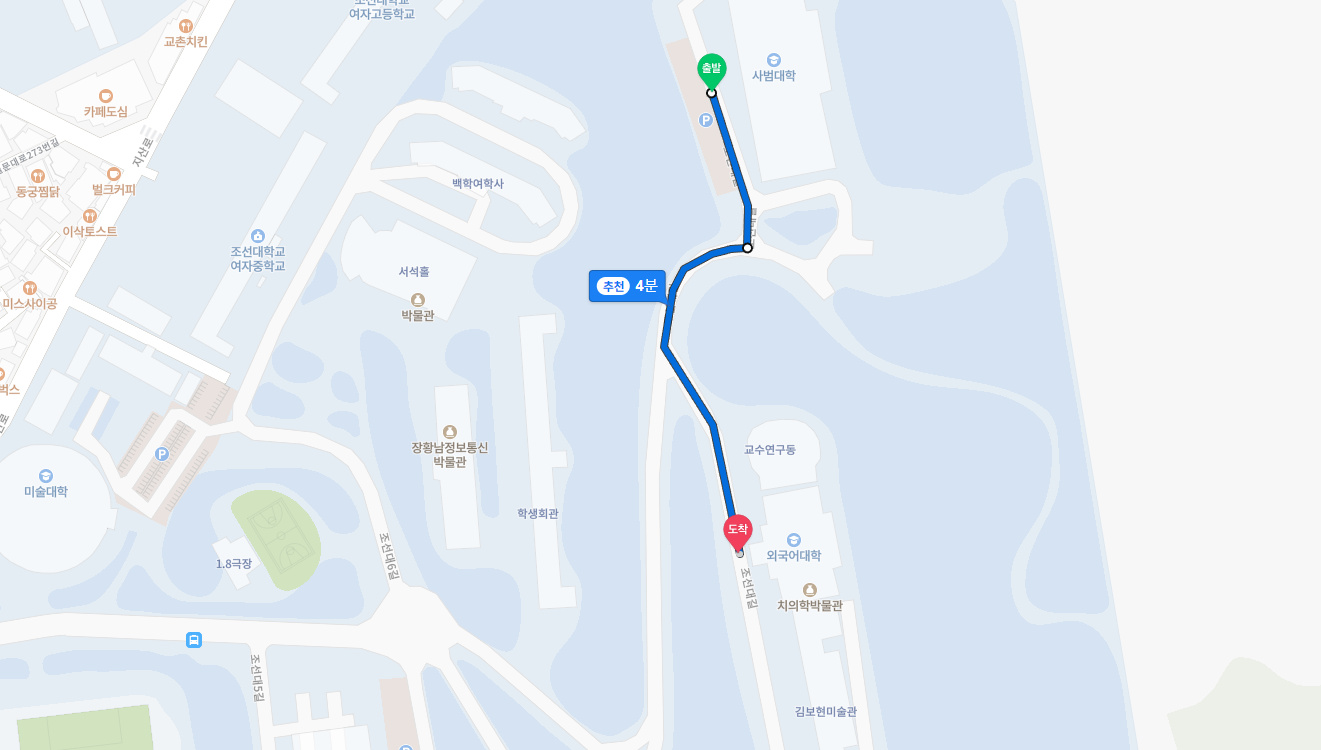 조선대학교
여자고등학교
교촌치킨
출발
사범대학
카페도심
P
지산로
동궁찜닭
벌크커피
백학여학사
이삭토스트
조선대학교
여자중학교
서석홀
추천 4분
미스사이공
박물관
벅스
장황남정보통신
박물관
교수연구동
P
미술대학
학생회관
도착
외국어대학
1.8극장
조선대6길
조선대길
치의학박물관
조선대5길
김보현미술관